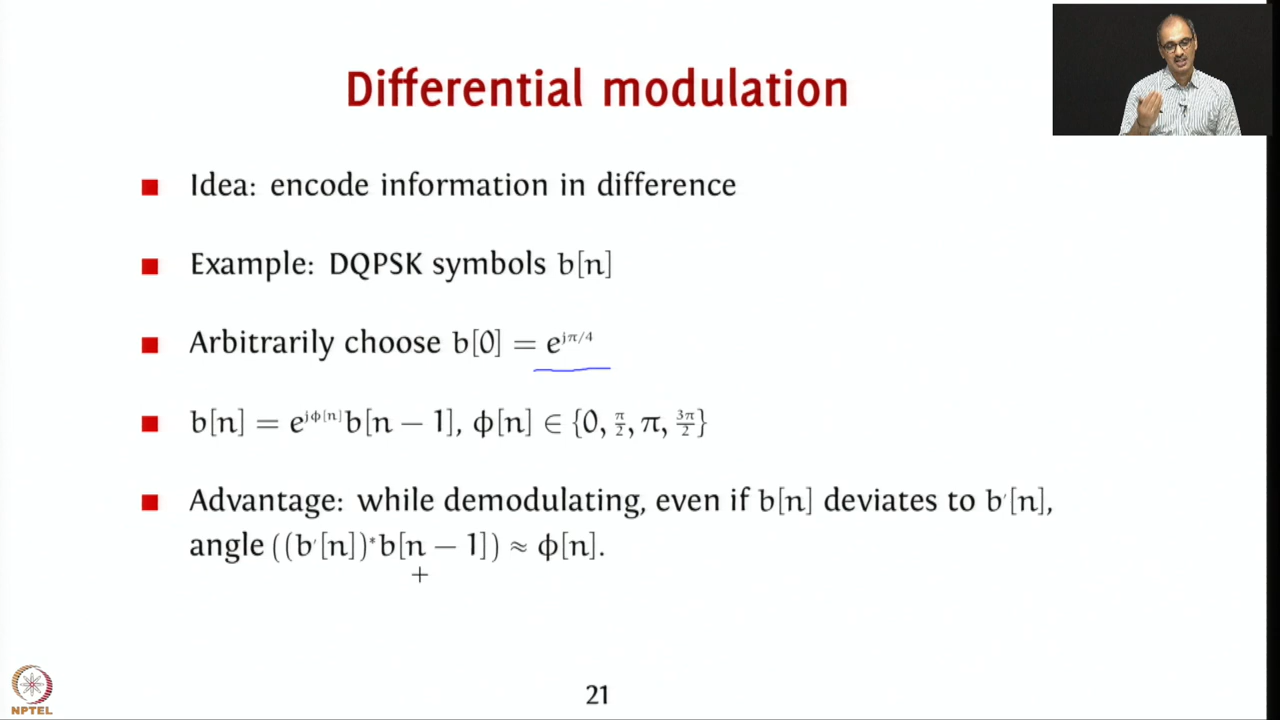 Differential modulation
Idea: encode information in difference
Example: DQPSK symbols b[n]
Arbitrarily choose b[0] = e^{jπ/4}
b[n] = e^{jϕ[n]}b[n − 1], ϕ[n] ∈ {0, π/2, π, 3π/2}
Advantage: while demodulating, even if b[n] deviates to b′[n],
angle ((b′[n])*b[n − 1]) ≈ ϕ[n].
21
NPTEL